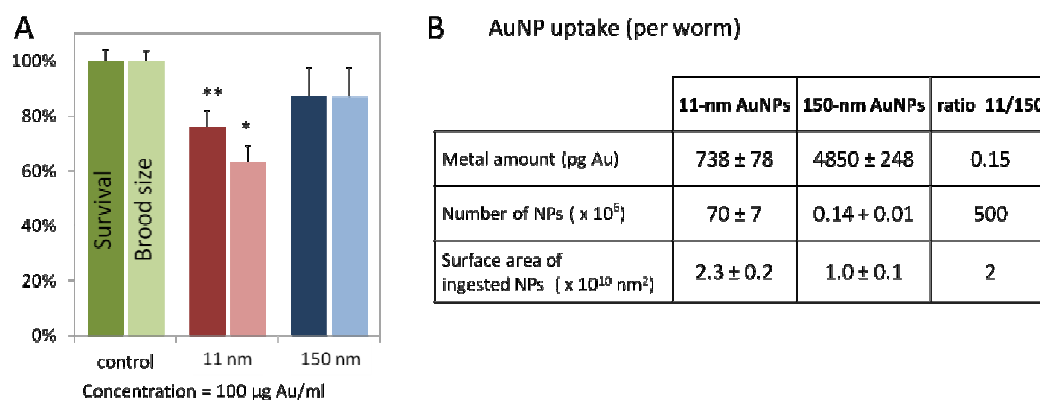 A
100%
80%
60%
40%
20%
0%
Survival
Brood size
**
*
control 11 nm 150 nm
Concentration = 100 µg Au/ml
B AuNP uptake (per worm)
11-nm AuNPs 150-nm AuNPs ratio 11/150
Metal amount (pg Au) 738 ± 78 4850 ± 248 0.15
Number of NPs ( x 10⁶) 70 ± 7 0.14 + 0.01 500
Surface area of
ingested NPs ( x 10¹⁰ nm²) 2.3 ± 0.2 1.0 ± 0.1 2